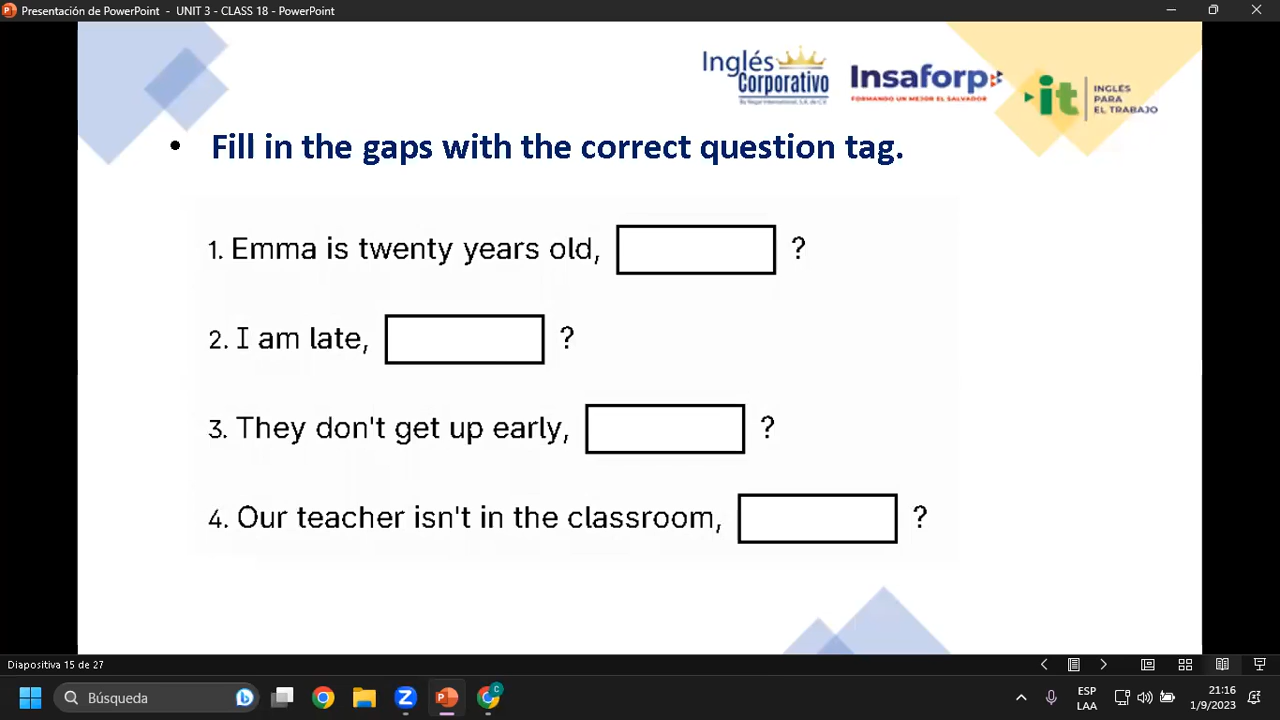 Presentación de PowerPoint - UNIT 3 - CLASS 18 - PowerPoint
Inglés
Corporativo
Insaforp
FORMANDO UN MEJOR EL SALVADOR
it
INGLÉS
PARA
EL TRABAJO
• Fill in the gaps with the correct question tag.
1. Emma is twenty years old, ?
2. I am late, ?
3. They don't get up early, ?
4. Our teacher isn't in the classroom, ?
Diapositiva 15 de 27
Búsqueda
ESP
LAA
21:16
1/9/2023